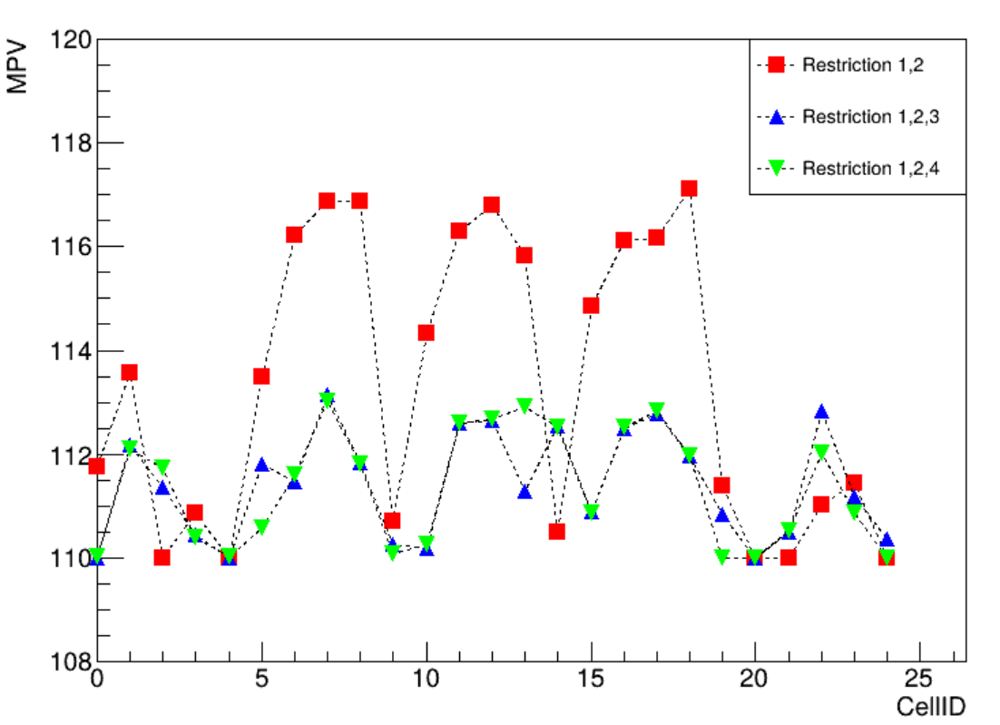 MPV
120
118
116
114
112
110
108
0 5 10 15 20 25
CellID
Restriction 1,2
Restriction 1,2,3
Restriction 1,2,4